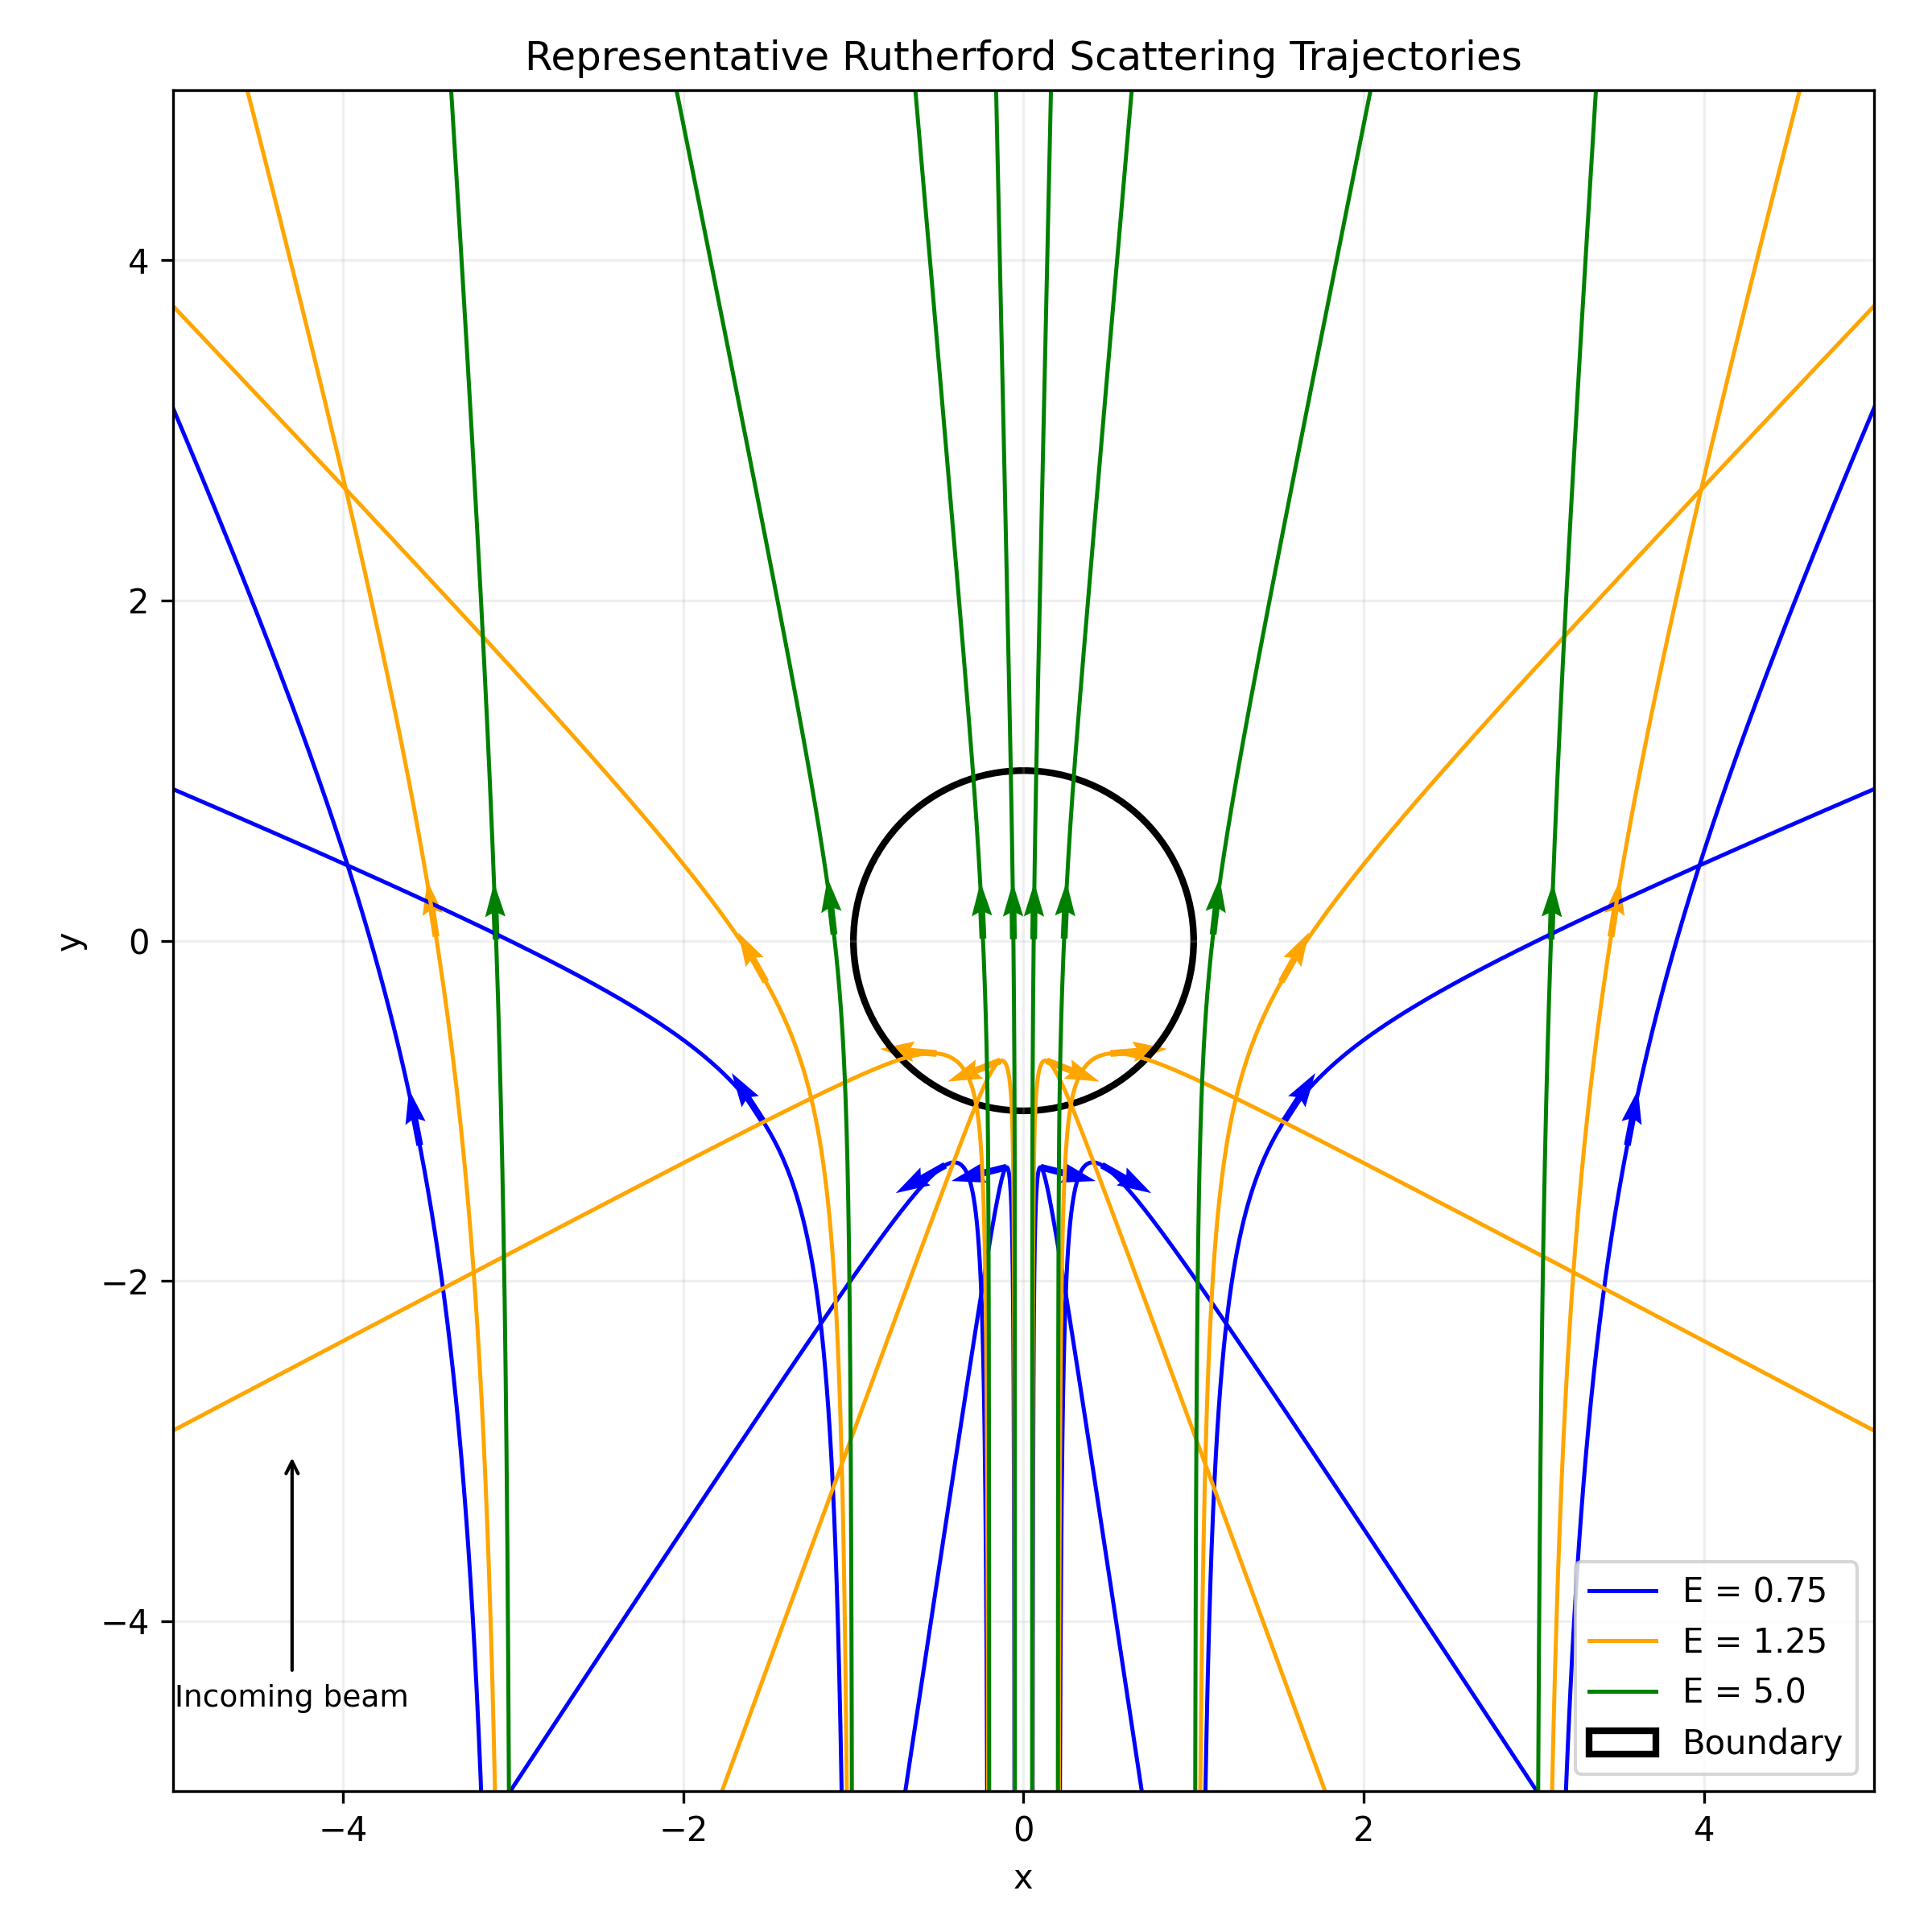 Representative Rutherford Scattering Trajectories
y
4
2
0
−2
−4
Incoming beam
E = 0.75
E = 1.25
E = 5.0
Boundary
−4 −2 0 2 4
x